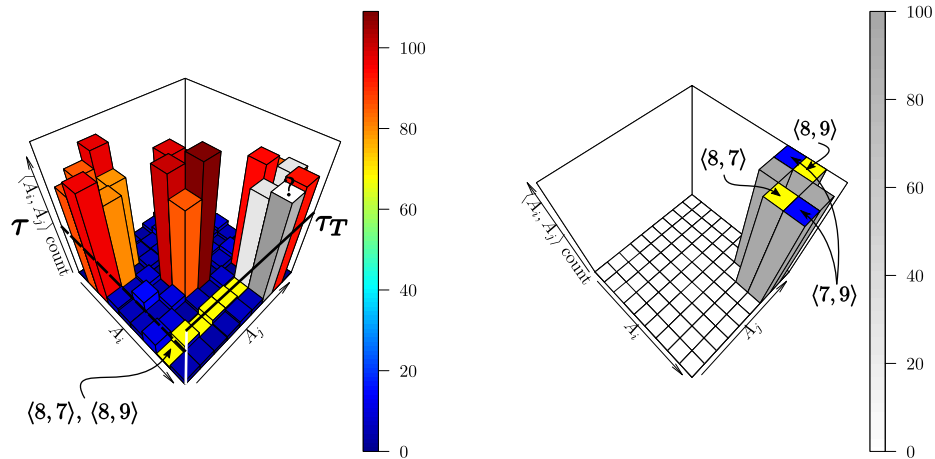 100
80
60
40
20
0
⟨A_i, A_j⟩ count
τ
τ_T
?
A_i
A_j
⟨8, 7⟩, ⟨8, 9⟩
100
80
60
40
20
0
⟨8, 9⟩
⟨8, 7⟩
⟨7, 9⟩
⟨A_i, A_j⟩ count
A_i
A_j